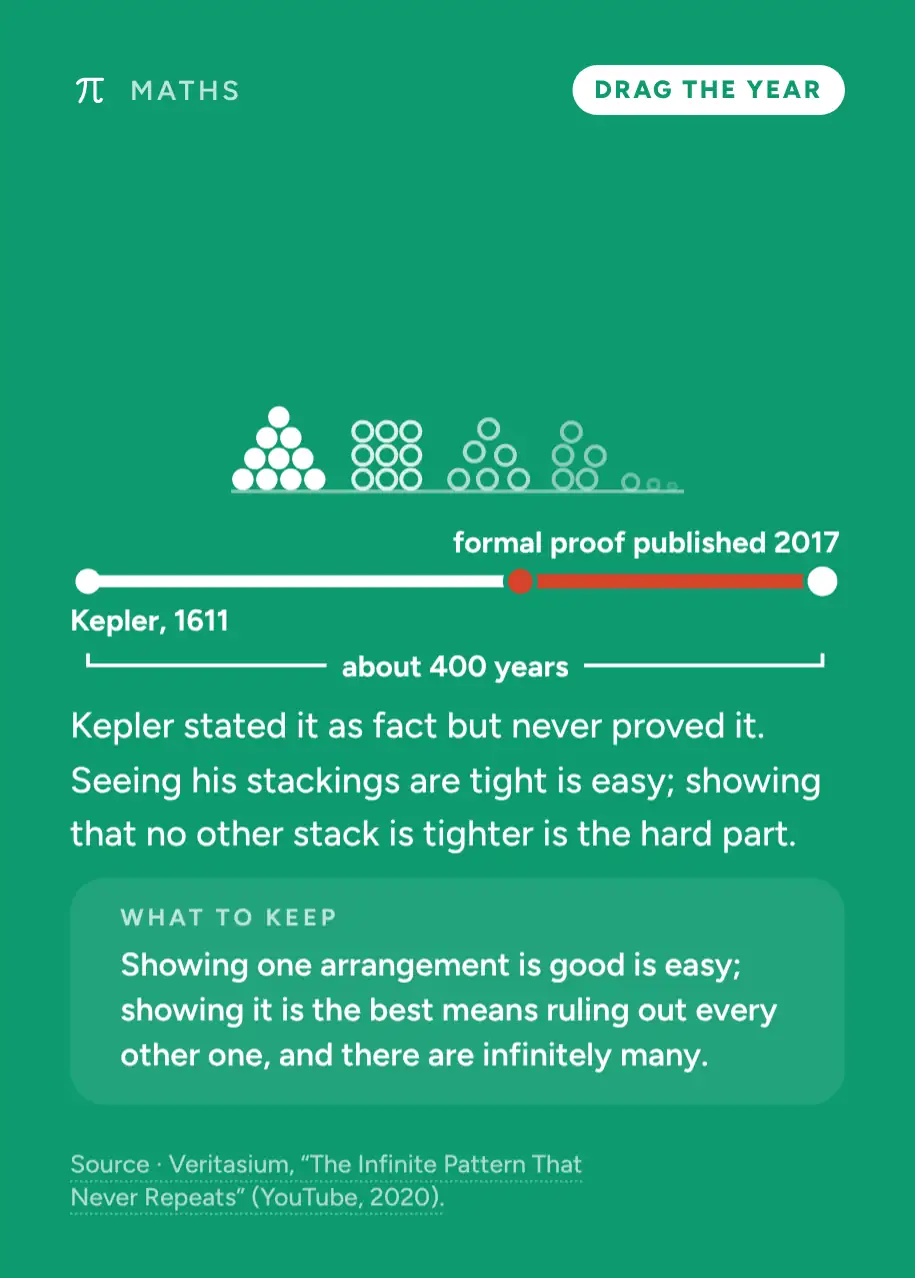 π MATHS
DRAG THE YEAR
formal proof published 2017
Kepler, 1611
about 400 years
Kepler stated it as fact but never proved it.
Seeing his stackings are tight is easy; showing
that no other stack is tighter is the hard part.
WHAT TO KEEP
Showing one arrangement is good is easy;
showing it is the best means ruling out every
other one, and there are infinitely many.
Source · Veritasium, “The Infinite Pattern That
Never Repeats” (YouTube, 2020).